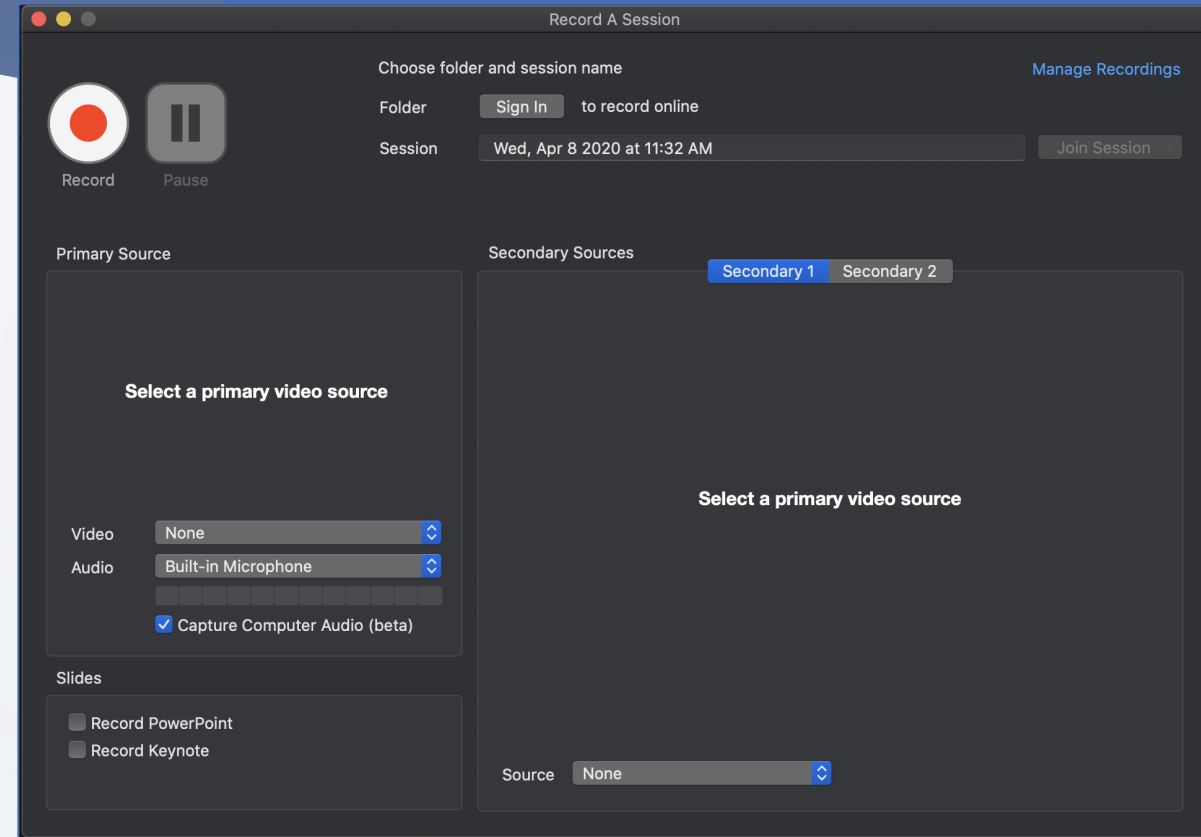 Record A Session
Choose folder and session name
Manage Recordings
Folder
Sign In
to record online
Session
Wed, Apr 8 2020 at 11:32 AM
Join Session
Record
Pause
Primary Source
Select a primary video source
Video
None
Audio
Built-in Microphone
Capture Computer Audio (beta)
Slides
Record PowerPoint
Record Keynote
Secondary Sources
Secondary 1
Secondary 2
Select a primary video source
Source
None